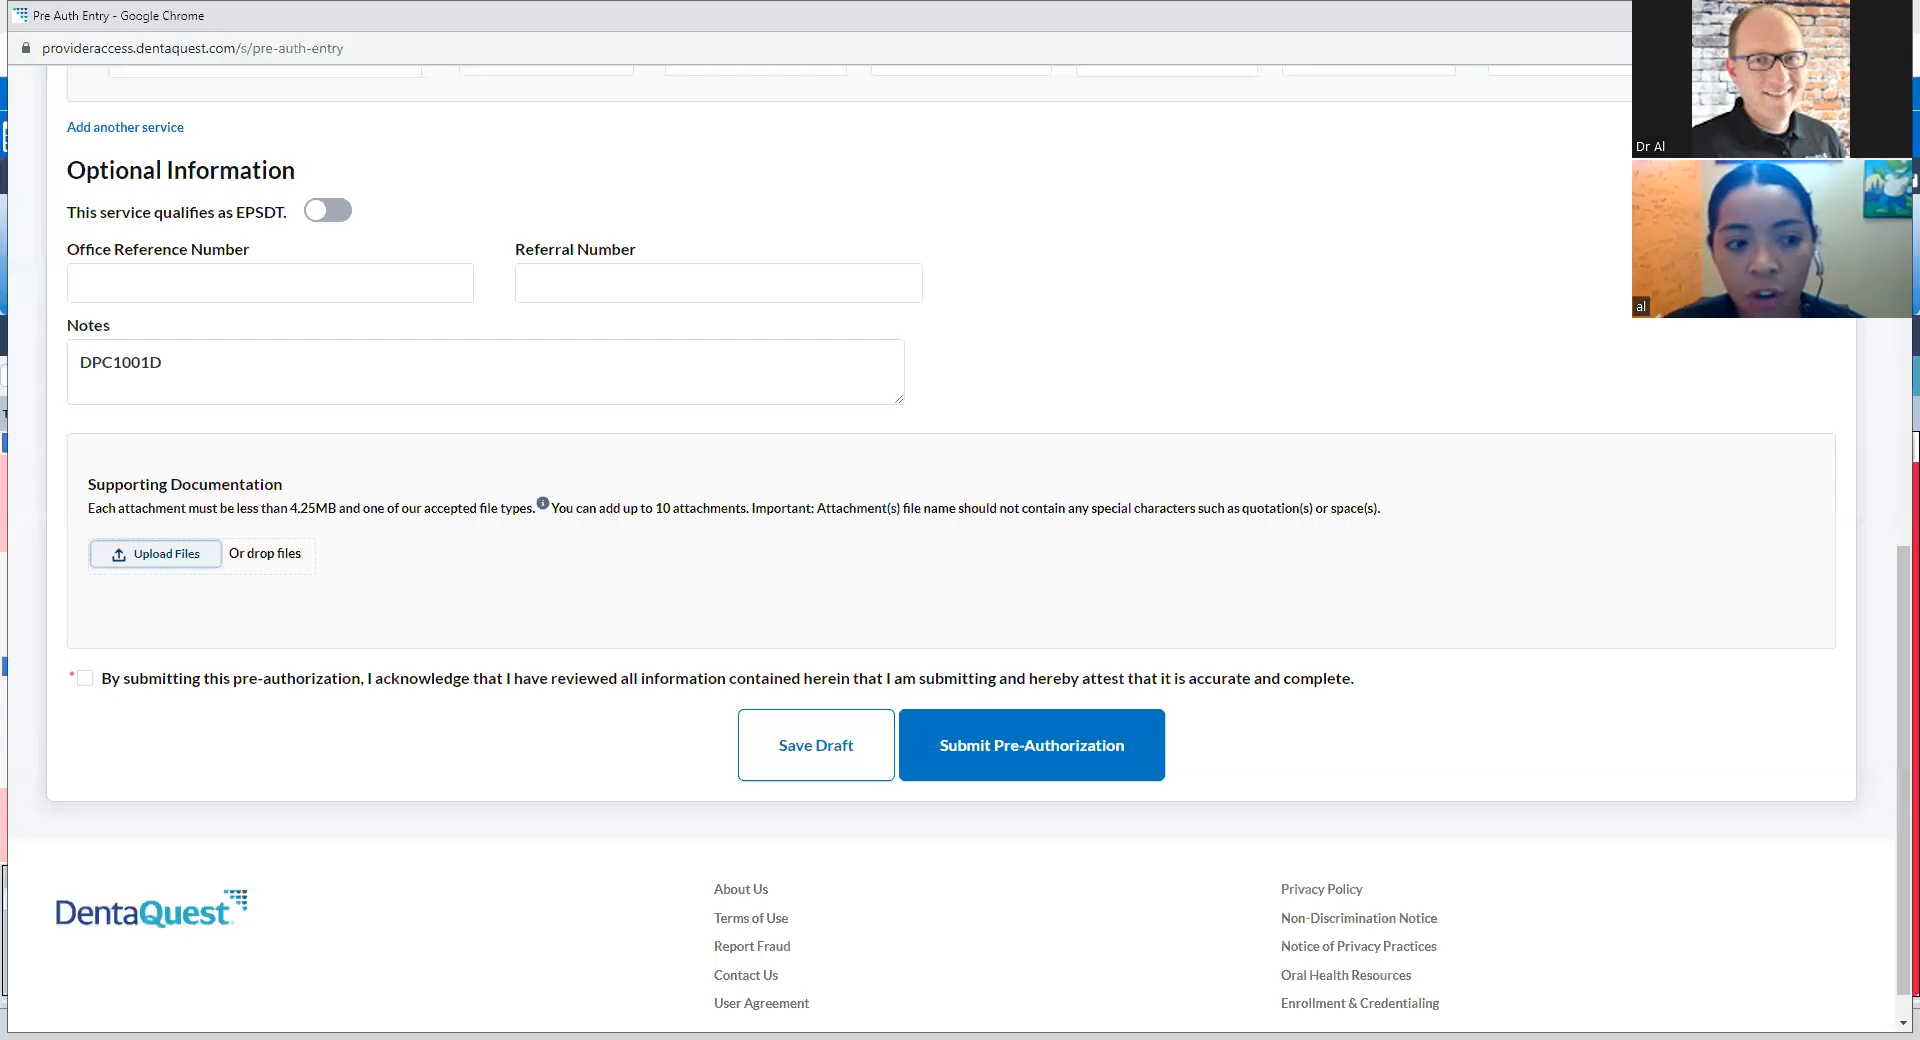 Pre Auth Entry - Google Chrome
provideraccess.dentaquest.com/s/pre-auth-entry
Add another service
Optional Information
This service qualifies as EPSDT.
Office Reference Number
Referral Number
Notes
DPC1001D
Supporting Documentation
Each attachment must be less than 4.25MB and one of our accepted file types. You can add up to 10 attachments. Important: Attachment(s) file name should not contain any special characters such as quotation(s) or space(s).
Upload Files
Or drop files
* By submitting this pre-authorization, I acknowledge that I have reviewed all information contained herein that I am submitting and hereby attest that it is accurate and complete.
Save Draft
Submit Pre-Authorization
DentaQuest
About Us
Terms of Use
Report Fraud
Contact Us
User Agreement
Privacy Policy
Non-Discrimination Notice
Notice of Privacy Practices
Oral Health Resources
Enrollment & Credentialing
Dr Al
al